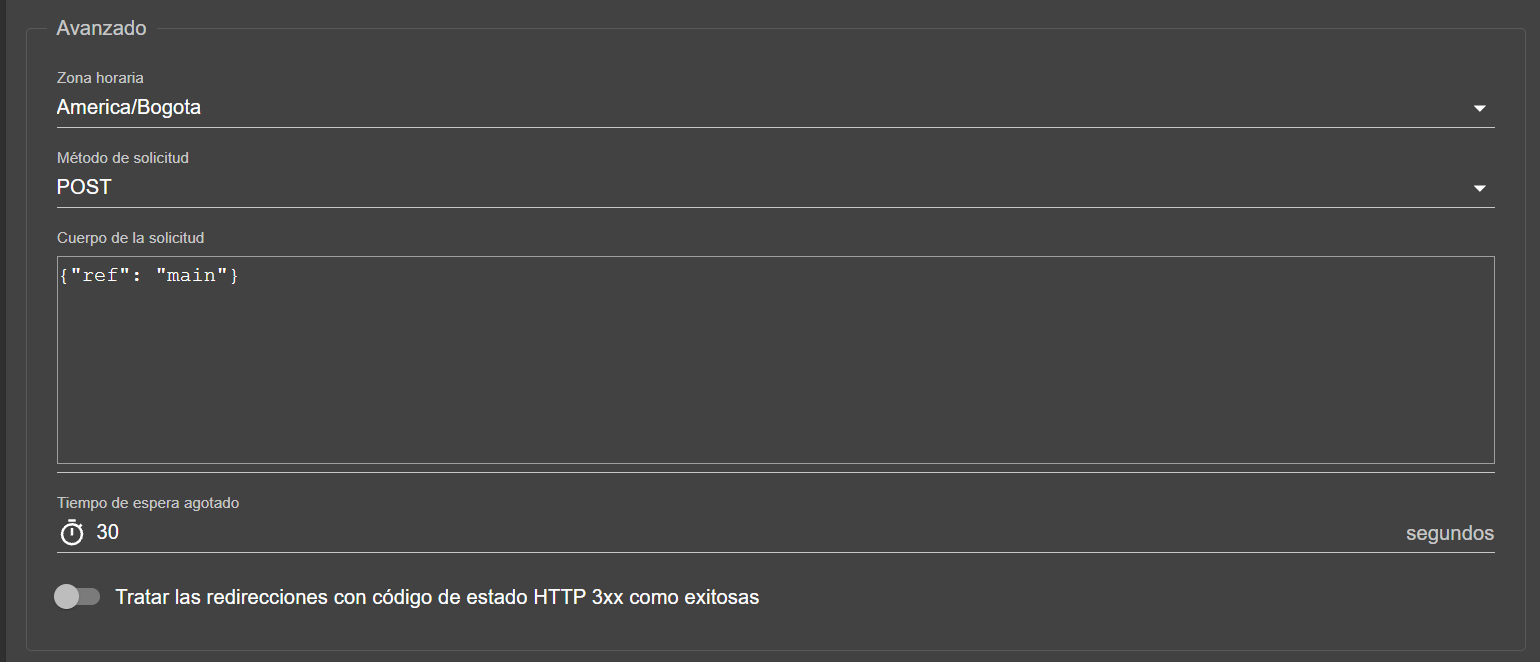 Avanzado
Zona horaria
America/Bogota
Método de solicitud
POST
Cuerpo de la solicitud
{"ref": "main"}
Tiempo de espera agotado
30 segundos
Tratar las redirecciones con código de estado HTTP 3xx como exitosas